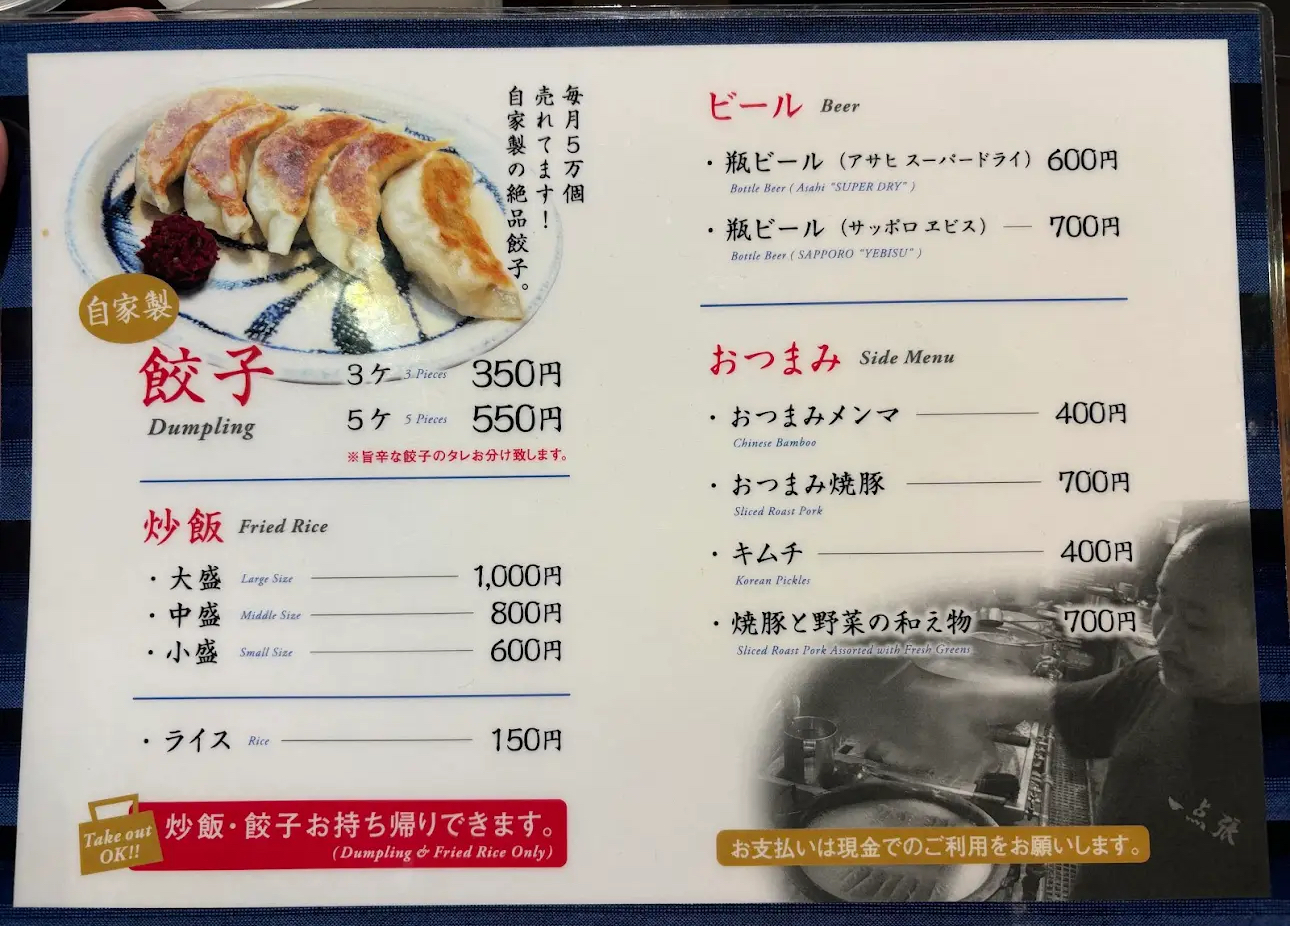 毎月5万個
売れてます!
自家製の絶品餃子。
自家製
餃子
Dumpling
3ケ 3 Pieces 350円
5ケ 5 Pieces 550円
※旨辛な餃子のタレお分け致します。
炒飯 Fried Rice
・大盛 Large Size 1,000円
・中盛 Middle Size 800円
・小盛 Small Size 600円
・ライス Rice 150円
Take out
OK!!
炒飯・餃子お持ち帰りできます。
(Dumpling & Fried Rice Only)
ビール Beer
・瓶ビール(アサヒ スーパードライ) 600円
Bottle Beer ( Asahi "SUPER DRY" )
・瓶ビール(サッポロ ヱビス) 700円
Bottle Beer ( SAPPORO "YEBISU" )
おつまみ Side Menu
・おつまみメンマ 400円
Chinese Bamboo
・おつまみ焼豚 700円
Sliced Roast Pork
・キムチ 400円
Korean Pickles
・焼豚と野菜の和え物 700円
Sliced Roast Pork Assorted with Fresh Greens
一点張
お支払いは現金でのご利用をお願いします。